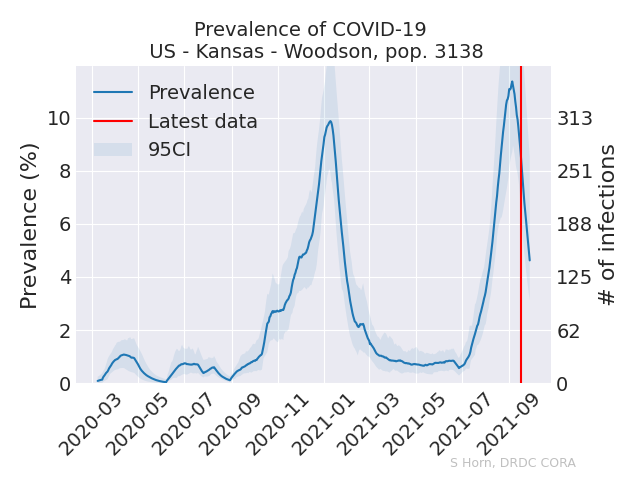 Prevalence of COVID-19
US - Kansas - Woodson, pop. 3138
Prevalence
Latest data
95CI
Prevalence (%)
10
8
6
4
2
0
313
251
188
125
62
0
# of infections
2020-03
2020-05
2020-07
2020-09
2020-11
2021-01
2021-03
2021-05
2021-07
2021-09
S Horn, DRDC CORA